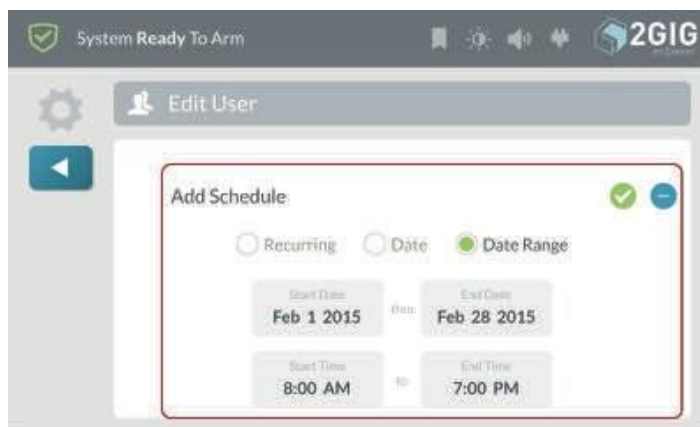 System Ready To Arm
2GIG
Edit User
Add Schedule
Recurring Date Date Range
Start Date End Date
Feb 1 2015 thru Feb 28 2015
Start Time End Time
8:00 AM to 7:00 PM